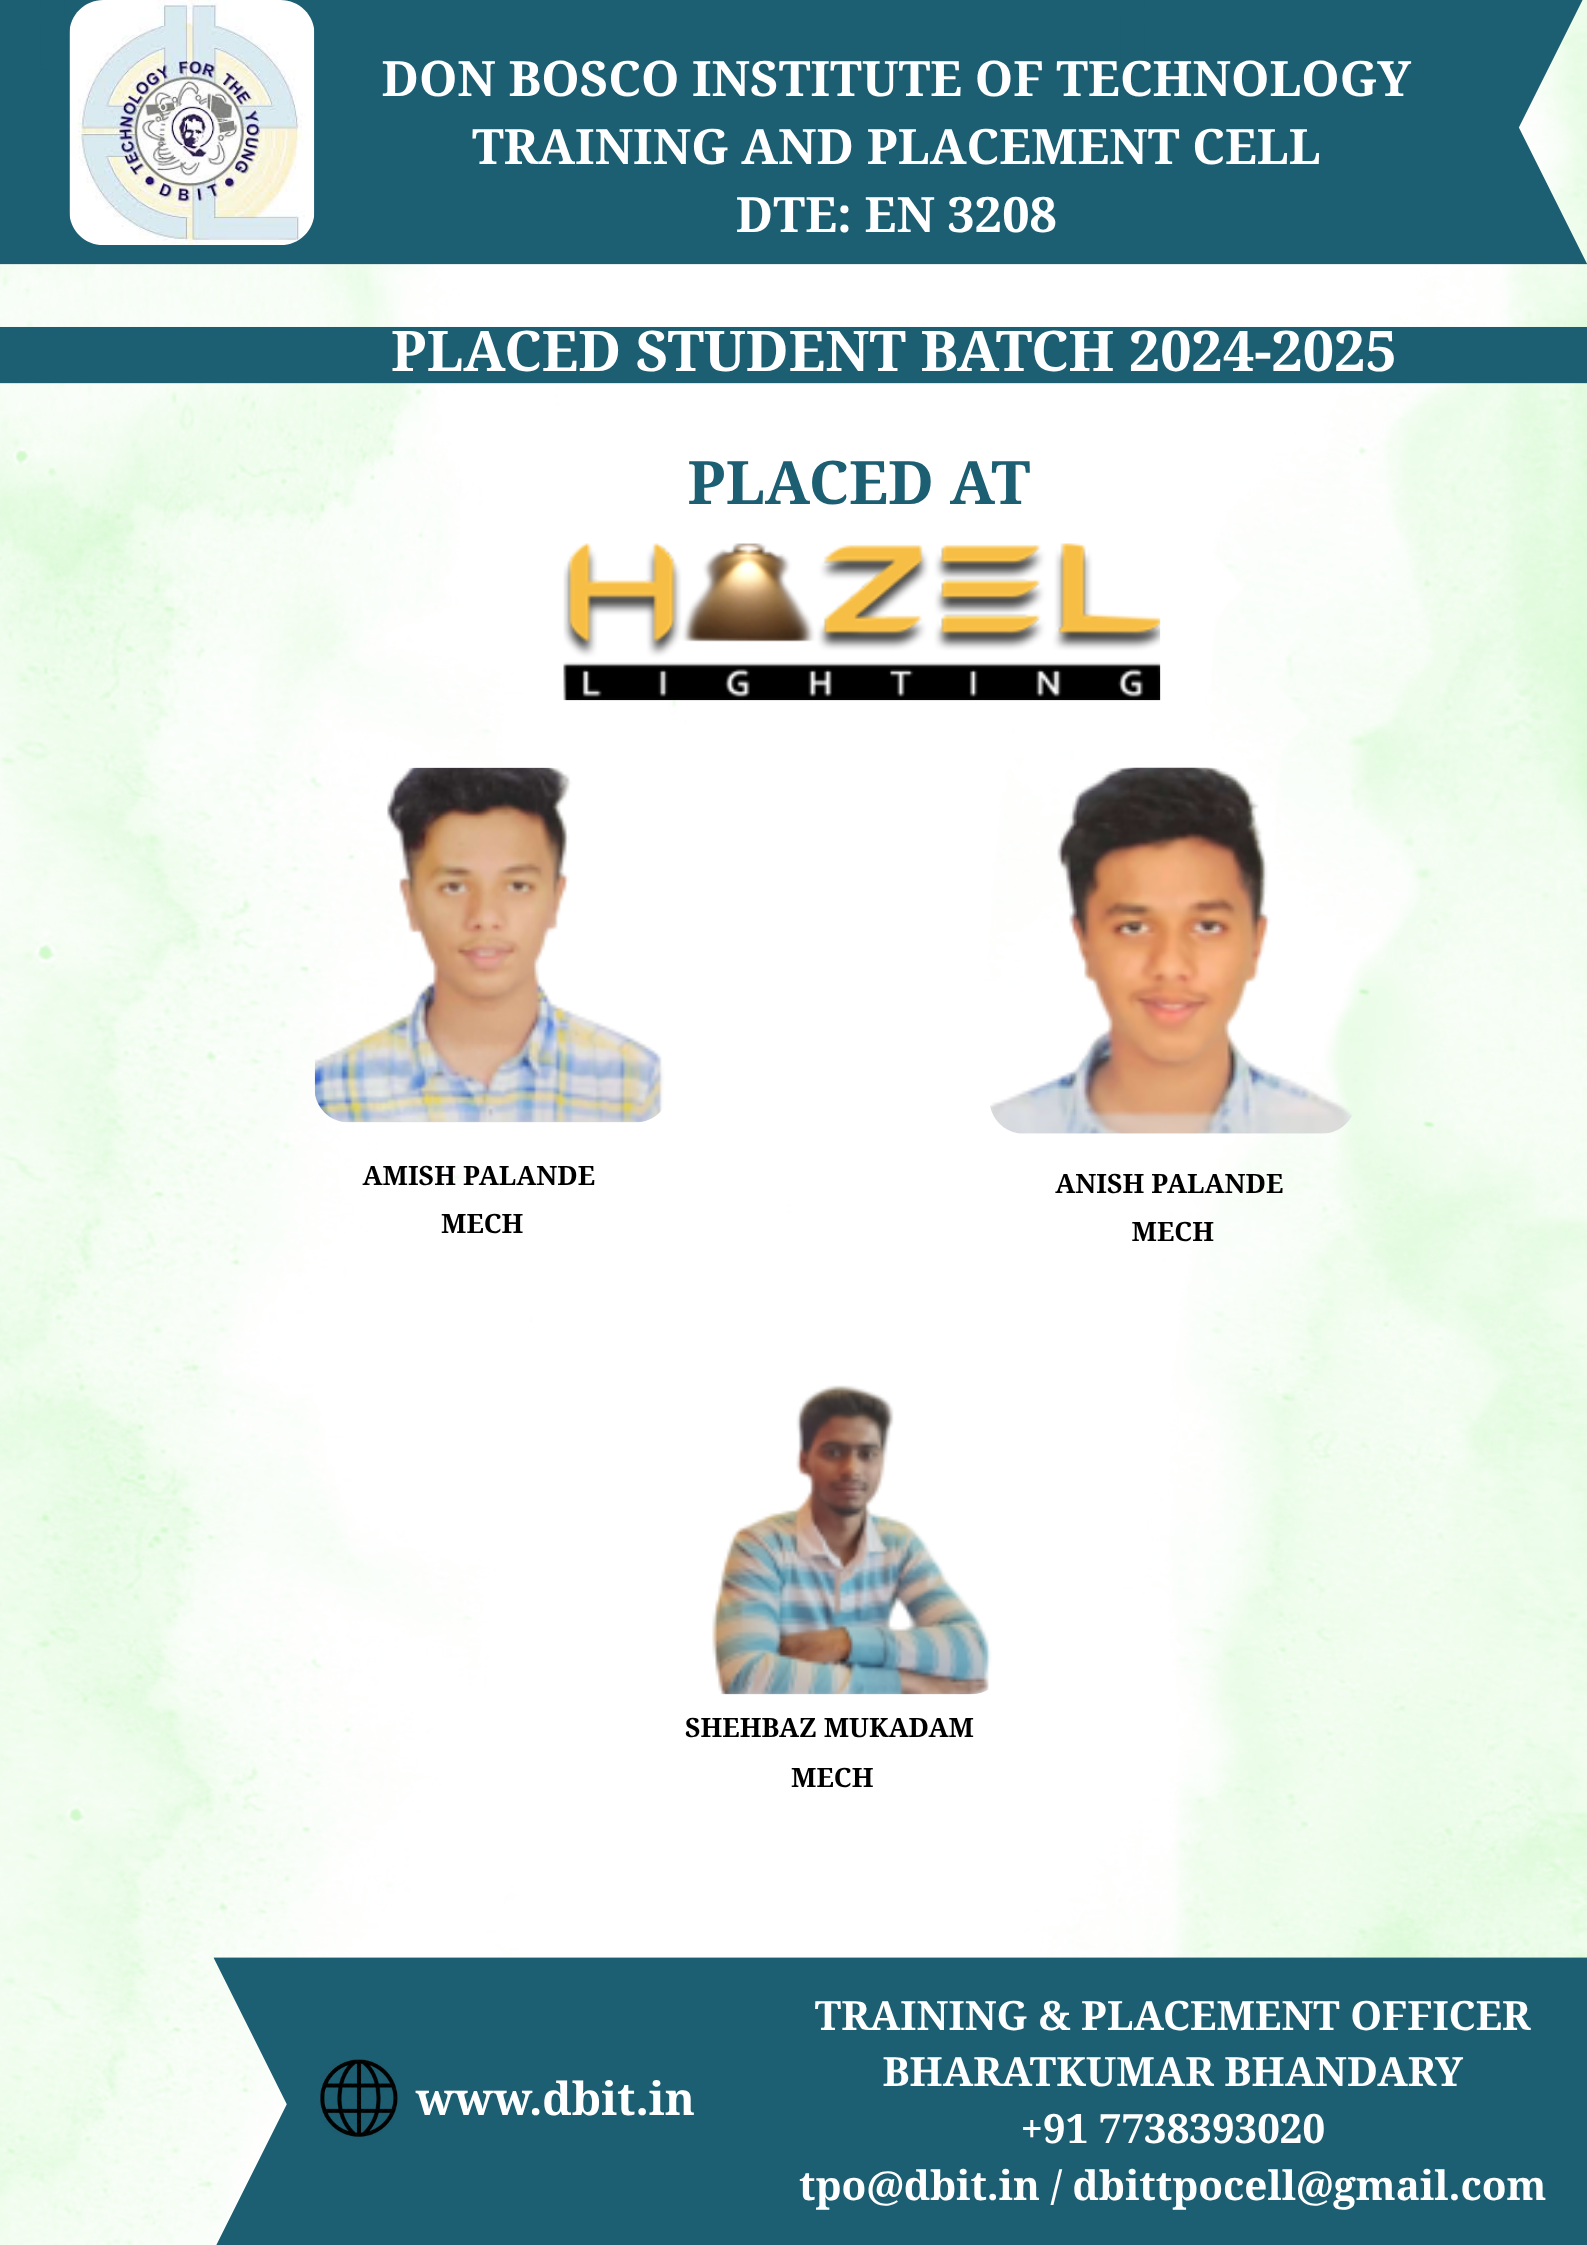 TECHNOLOGY FOR THE YOUNG
• DBIT •
DON BOSCO INSTITUTE OF TECHNOLOGY
TRAINING AND PLACEMENT CELL
DTE: EN 3208
PLACED STUDENT BATCH 2024-2025
PLACED AT
HAZEL
LIGHTING
AMISH PALANDE
MECH
ANISH PALANDE
MECH
SHEHBAZ MUKADAM
MECH
www.dbit.in
TRAINING & PLACEMENT OFFICER
BHARATKUMAR BHANDARY
+91 7738393020
tpo@dbit.in / dbittpocell@gmail.com